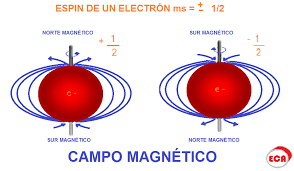 ESPIN DE UN ELECTRÓN ms = ± 1/2
NORTE MAGNÉTICO
+ 1/2
e -
SUR MAGNÉTICO
SUR MAGNÉTICO
- 1/2
e -
NORTE MAGNÉTICO
CAMPO MAGNÉTICO
ECA